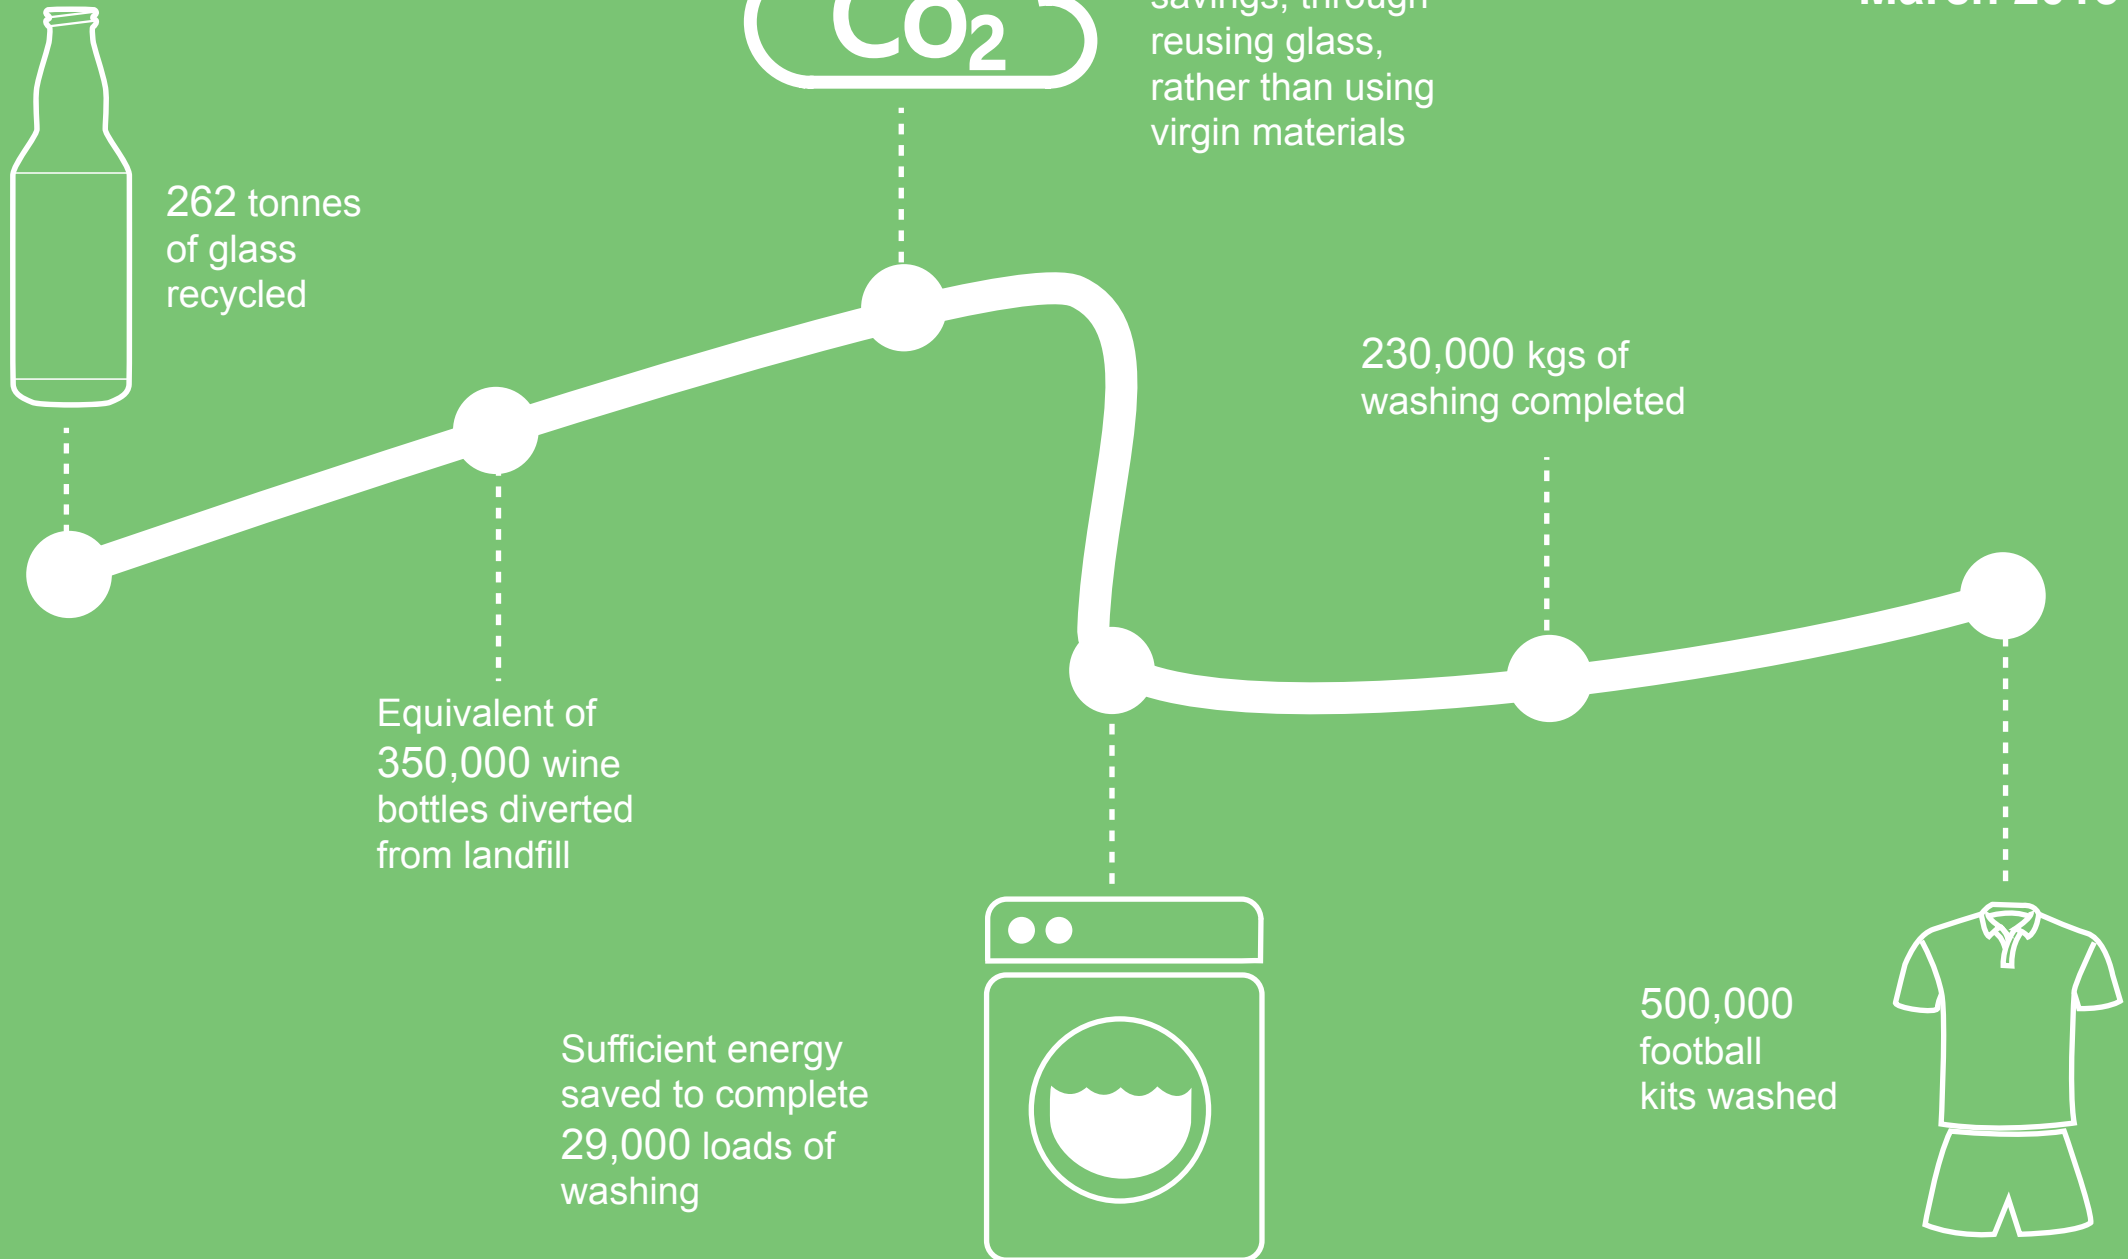 262 tonnes
of glass
recycled
Co2
savings, through
reusing glass,
rather than using
virgin materials
230,000 kgs of
washing completed
Equivalent of
350,000 wine
bottles diverted
from landfill
Sufficient energy
saved to complete
29,000 loads of
washing
500,000
football
kits washed